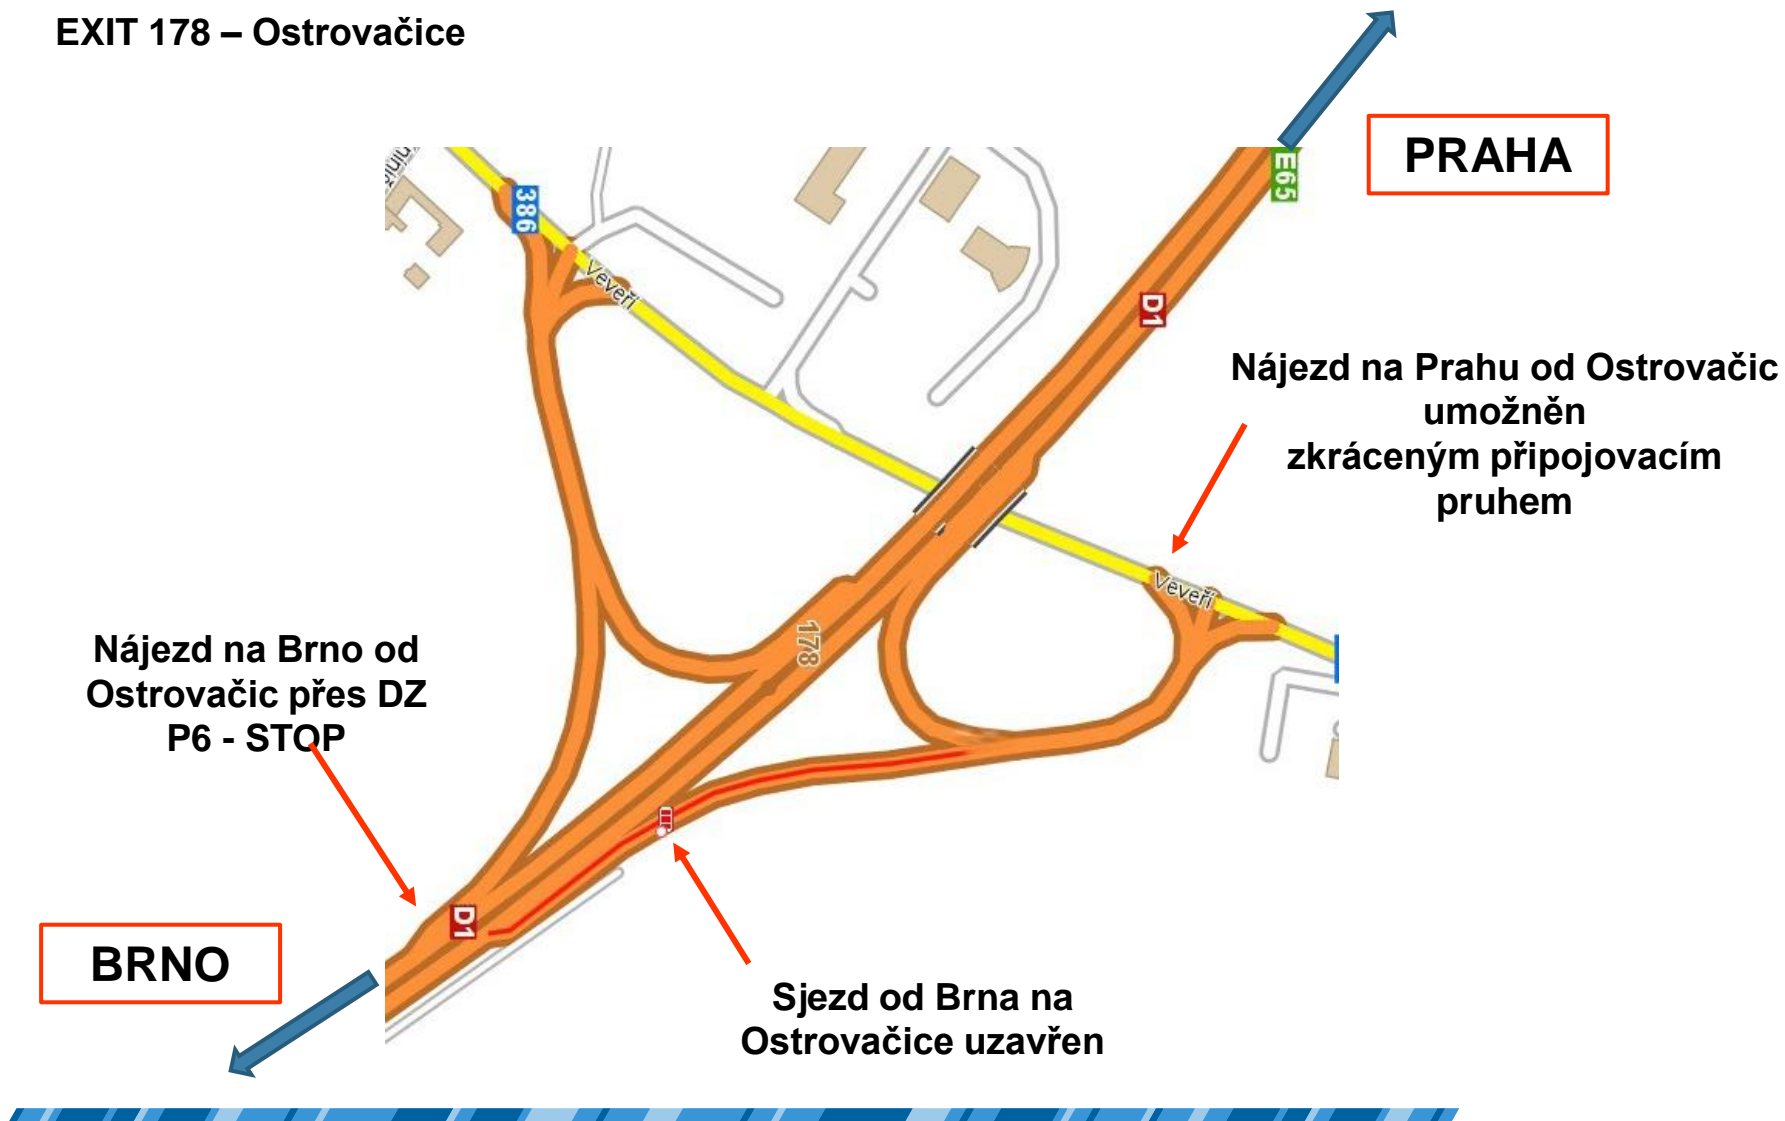 EXIT 178 – Ostrovačice
PRAHA
E65
386
Veveří
D1
Nájezd na Prahu od Ostrovačic
umožněn
zkráceným připojovacím
pruhem
Veveří
178
Nájezd na Brno od
Ostrovačic přes DZ
P6 - STOP
D1
BRNO
Sjezd od Brna na
Ostrovačice uzavřen